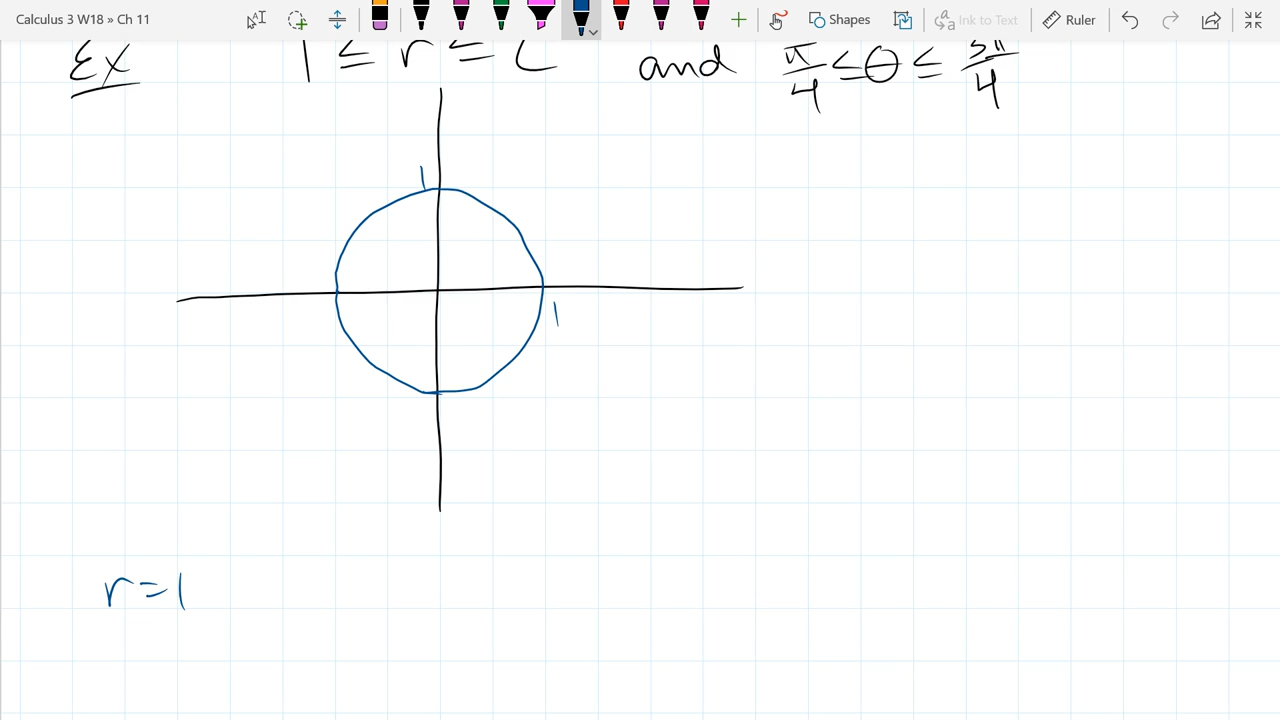 Calculus 3 W18 » Ch 11
Shapes
Ink to Text
Ruler
Ex 1 ≤ r ≤ 2 and π/4 ≤ θ ≤ 3π/4
1
1
r = 1